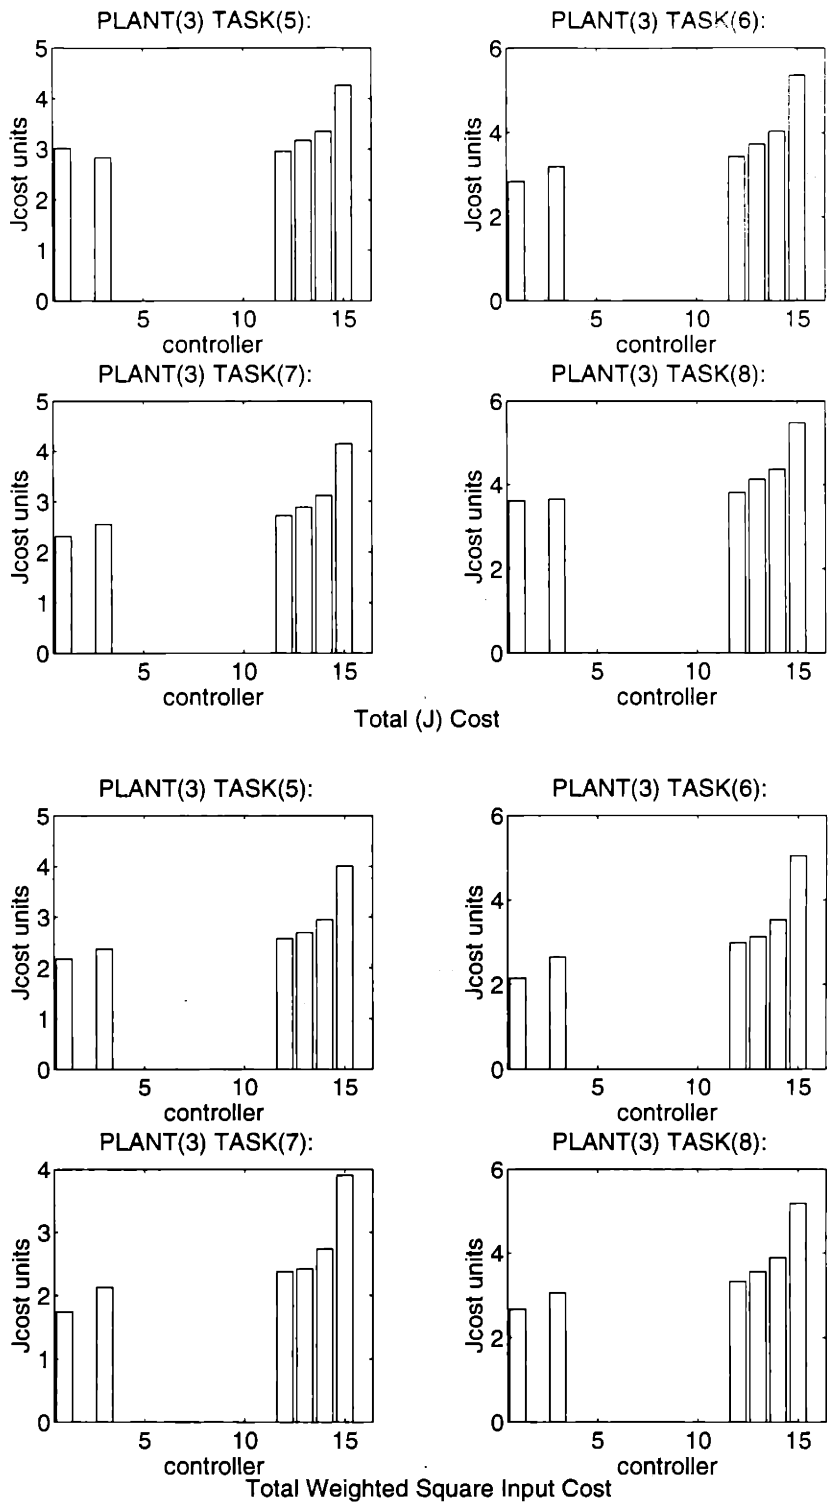 PLANT(3) TASK(5):
5
4
3
2
1
0
Jcost units
5 10 15
controller
PLANT(3) TASK(6):
6
4
2
0
Jcost units
5 10 15
controller
PLANT(3) TASK(7):
5
4
3
2
1
0
Jcost units
5 10 15
controller
PLANT(3) TASK(8):
6
4
2
0
Jcost units
5 10 15
controller
Total (J) Cost
PLANT(3) TASK(5):
5
4
3
2
1
0
Jcost units
5 10 15
controller
PLANT(3) TASK(6):
6
4
2
0
Jcost units
5 10 15
controller
PLANT(3) TASK(7):
4
3
2
1
0
Jcost units
5 10 15
controller
PLANT(3) TASK(8):
6
4
2
0
Jcost units
5 10 15
controller
Total Weighted Square Input Cost